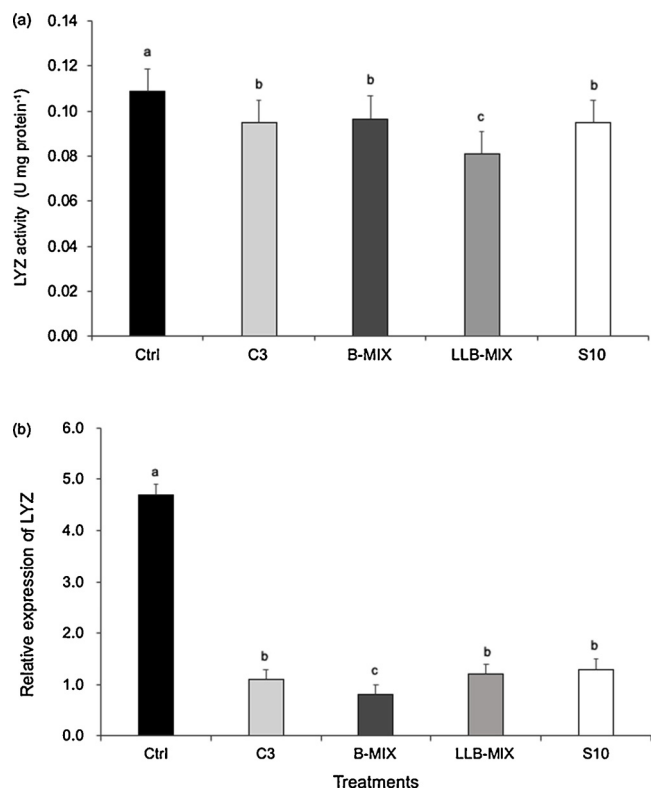 (a)
LYZ activity (U mg protein⁻¹)
0.14
0.12
0.10
0.08
0.06
0.04
0.02
0.00
a
b
b
c
b
Ctrl C3 B-MIX LLB-MIX S10
(b)
Relative expression of LYZ
6.0
5.0
4.0
3.0
2.0
1.0
0.0
a
b
c
b
b
Ctrl C3 B-MIX LLB-MIX S10
Treatments